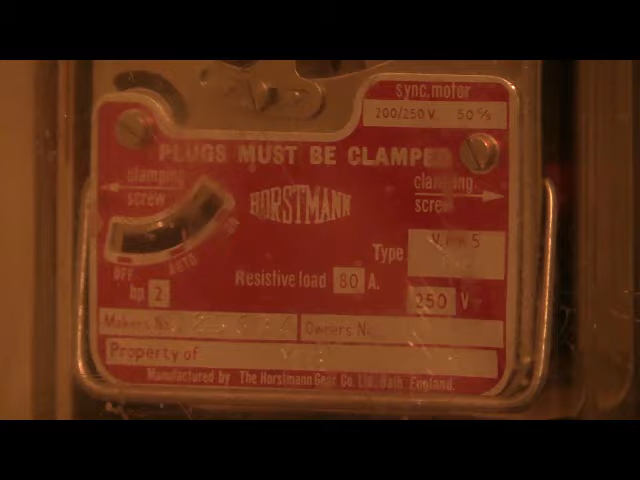 sync. motor
200/250 V. 50 c/s
PLUGS MUST BE CLAMPED
clamping
screw
clamping
screw
HORSTMANN
OFF AUTO ON
Type
Resistive load 80 A.
hp 2
250 V
Makers No.
Owners No.
Property of
Manufactured by The Horstmann Gear Co. Ltd. Bath, England.